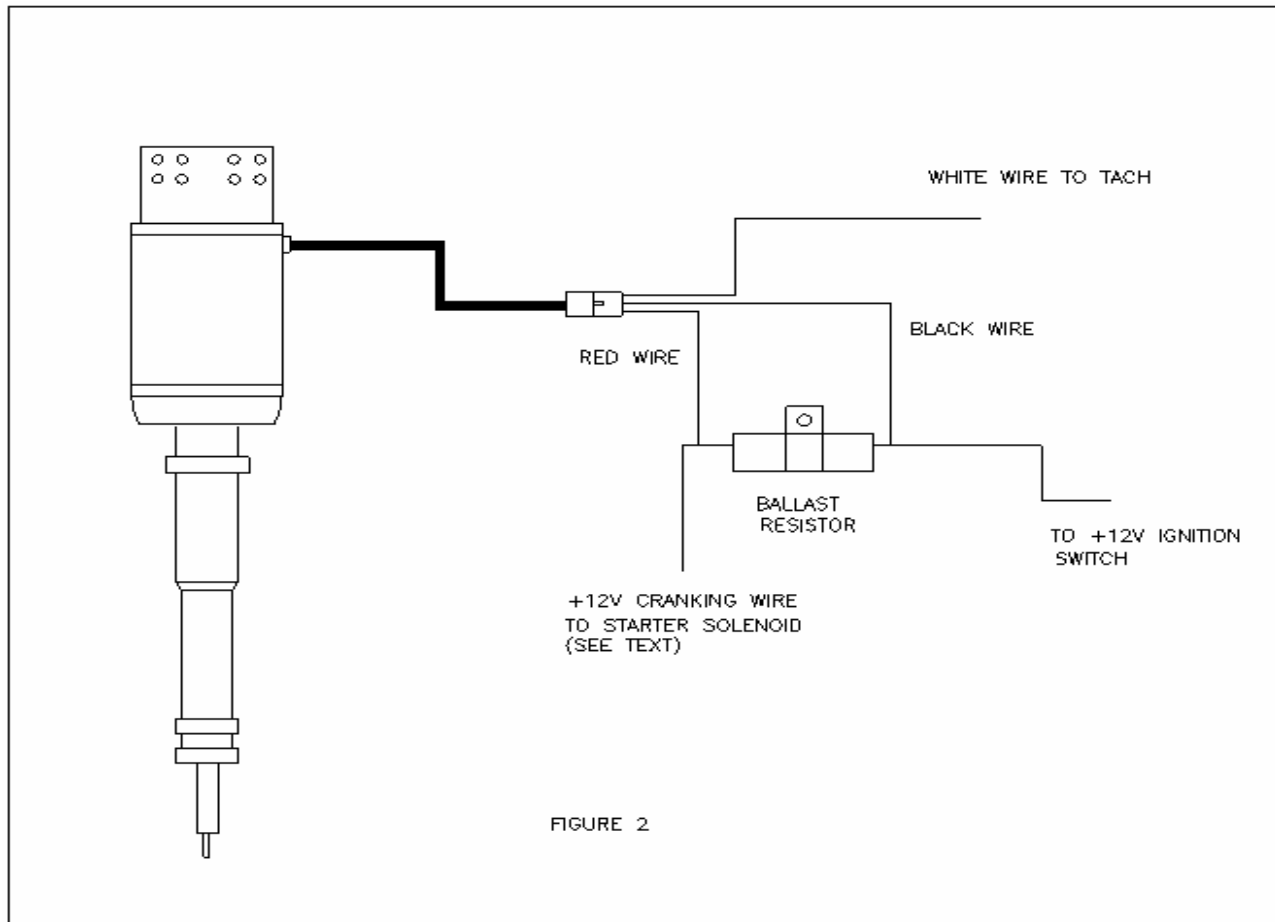 WHITE WIRE TO TACH
BLACK WIRE
RED WIRE
BALLAST
RESISTOR
TO +12V IGNITION
SWITCH
+12V CRANKING WIRE
TO STARTER SOLENOID
(SEE TEXT)
FIGURE 2